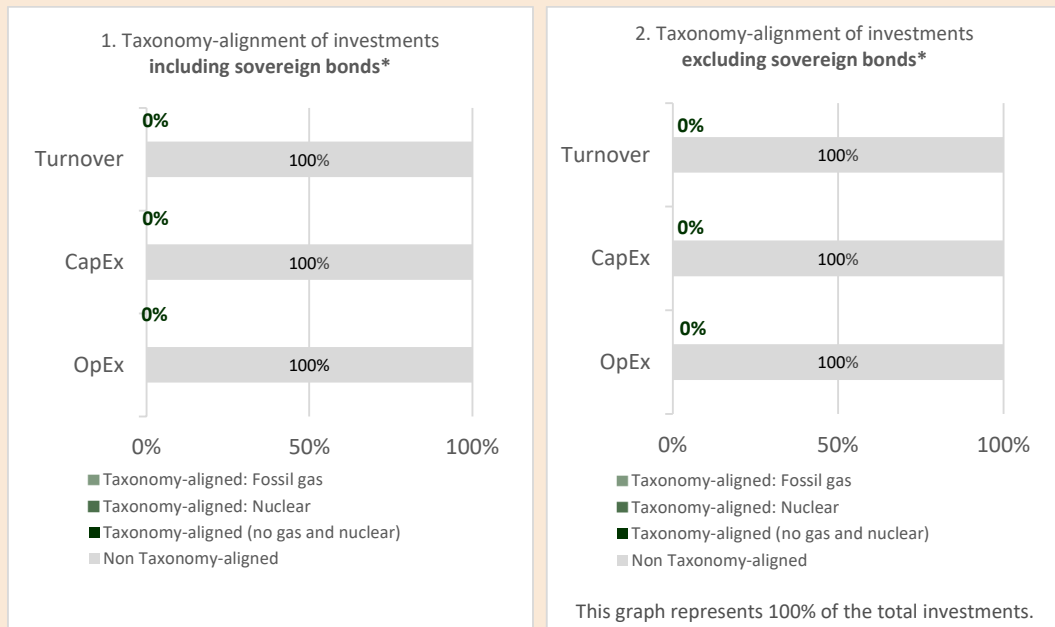 1. Taxonomy-alignment of investments
including sovereign bonds*
0%
Turnover
100%
0%
CapEx
100%
0%
OpEx
100%
0%
50%
100%
Taxonomy-aligned: Fossil gas
Taxonomy-aligned: Nuclear
Taxonomy-aligned (no gas and nuclear)
Non Taxonomy-aligned
2. Taxonomy-alignment of investments
excluding sovereign bonds*
0%
Turnover
100%
0%
CapEx
100%
0%
OpEx
100%
0%
50%
100%
Taxonomy-aligned: Fossil gas
Taxonomy-aligned: Nuclear
Taxonomy-aligned (no gas and nuclear)
Non Taxonomy-aligned
This graph represents 100% of the total investments.